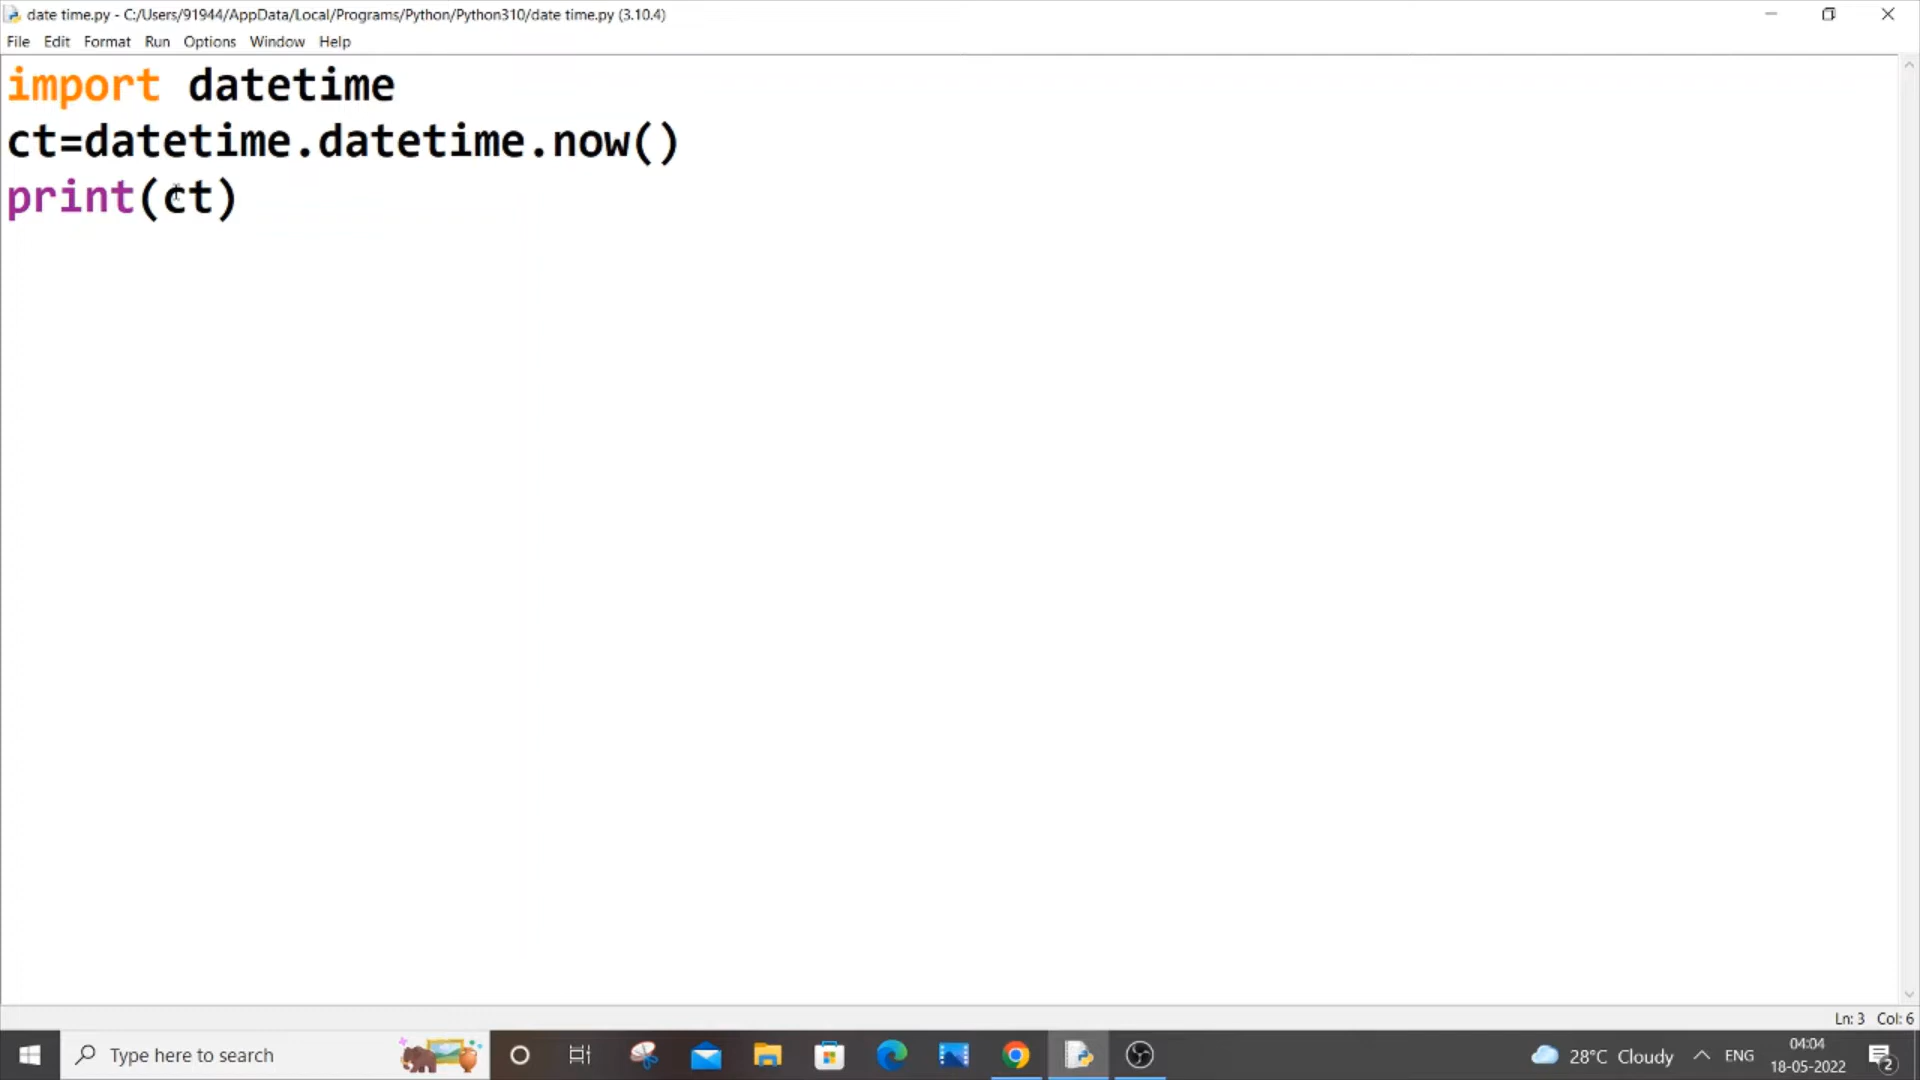 date time.py - C:/Users/91944/AppData/Local/Programs/Python/Python310/date time.py (3.10.4)
File Edit Format Run Options Window Help
import datetime
ct=datetime.datetime.now()
print(ct)
Ln: 3 Col: 6
Type here to search
28°C Cloudy
ENG
04:04
18-05-2022
2